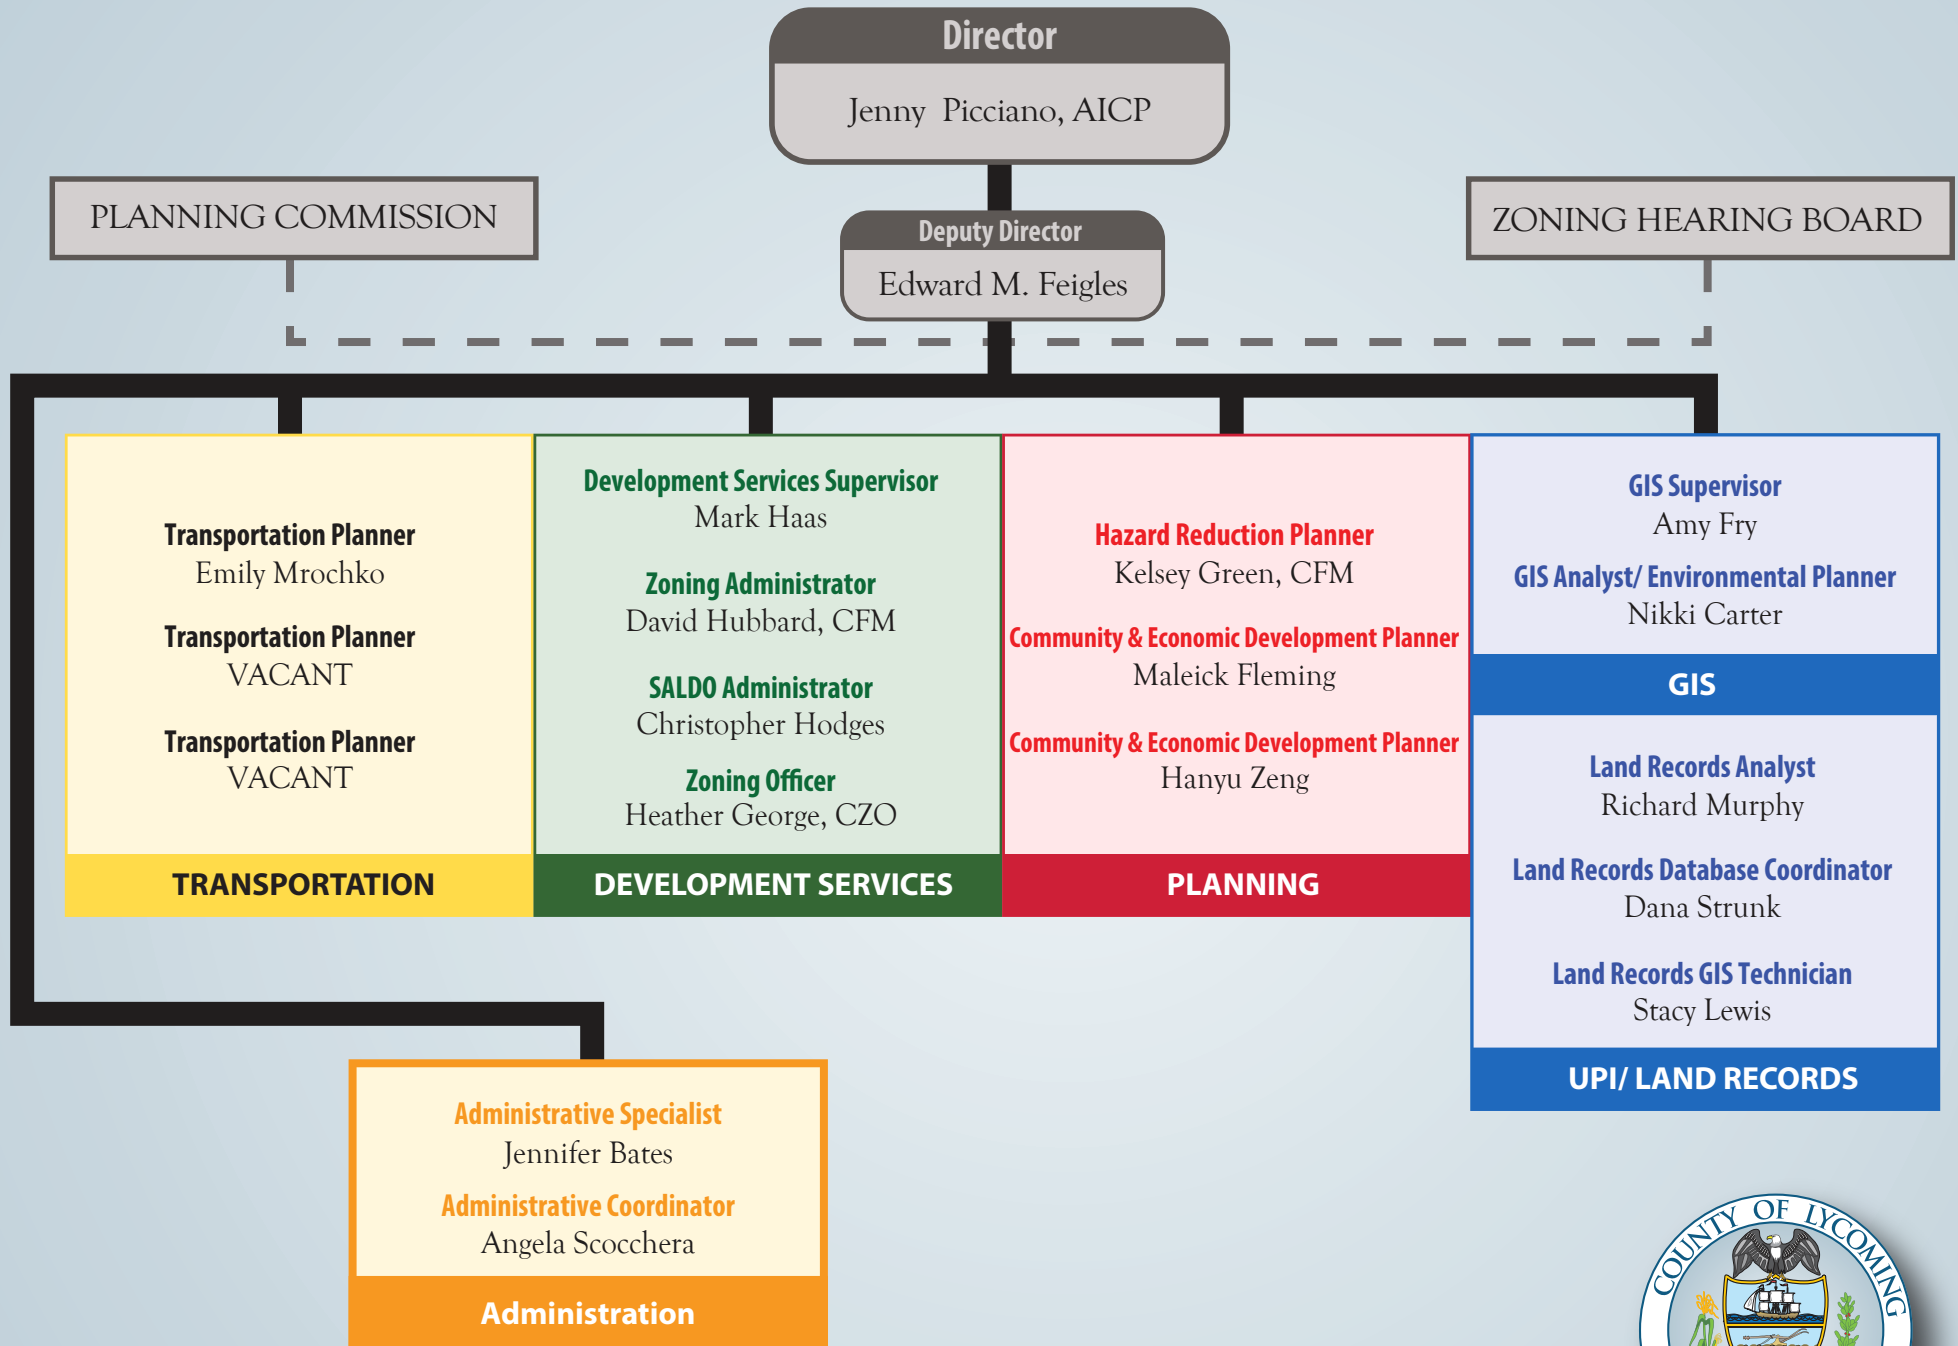 Director
Jenny Picciano, AICP
PLANNING COMMISSION
ZONING HEARING BOARD
Deputy Director
Edward M. Feigles
Transportation Planner
Emily Mrochko
Transportation Planner
VACANT
Transportation Planner
VACANT
TRANSPORTATION
Development Services Supervisor
Mark Haas
Zoning Administrator
David Hubbard, CFM
SALDO Administrator
Christopher Hodges
Zoning Officer
Heather George, CZO
DEVELOPMENT SERVICES
Hazard Reduction Planner
Kelsey Green, CFM
Community & Economic Development Planner
Maleick Fleming
Community & Economic Development Planner
Hanyu Zeng
PLANNING
GIS Supervisor
Amy Fry
GIS Analyst/ Environmental Planner
Nikki Carter
GIS
Land Records Analyst
Richard Murphy
Land Records Database Coordinator
Dana Strunk
Land Records GIS Technician
Stacy Lewis
UPI/ LAND RECORDS
Administrative Specialist
Jennifer Bates
Administrative Coordinator
Angela Scocchera
Administration
COUNTY OF LYCOMING